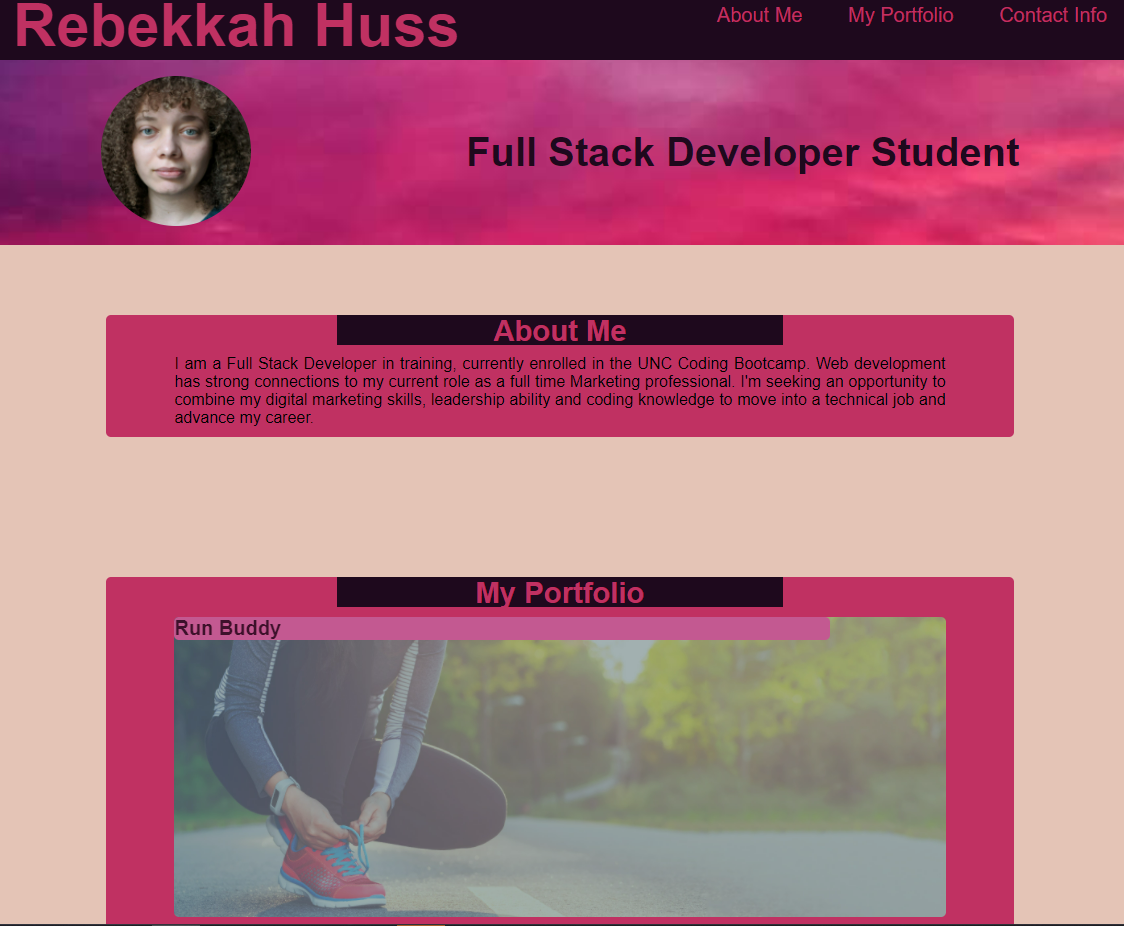 Rebekkah Huss
About Me My Portfolio Contact Info
Full Stack Developer Student
About Me
I am a Full Stack Developer in training, currently enrolled in the UNC Coding Bootcamp. Web development
has strong connections to my current role as a full time Marketing professional. I'm seeking an opportunity to
combine my digital marketing skills, leadership ability and coding knowledge to move into a technical job and
advance my career.
My Portfolio
Run Buddy